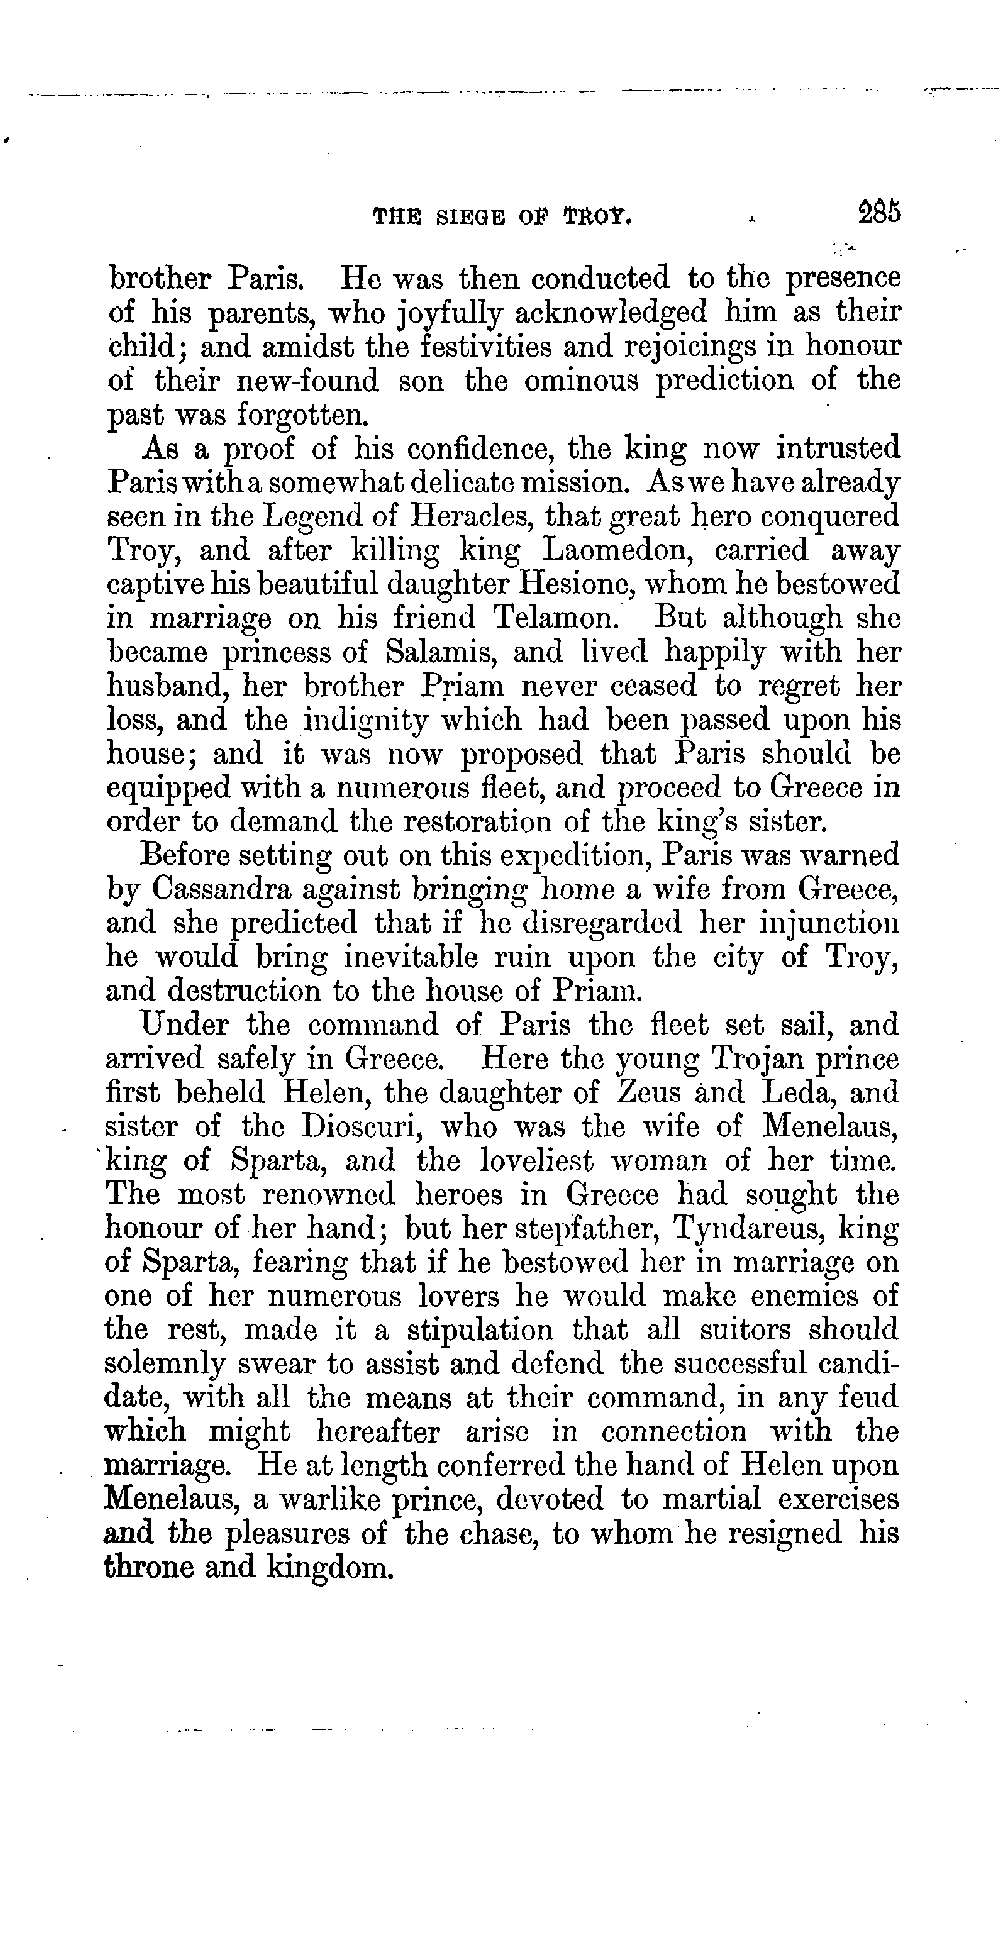 THE SIEGE OF TROY. 285
brother Paris. He was then conducted to the presence
of his parents, who joyfully acknowledged him as their
child; and amidst the festivities and rejoicings in honour
of their new-found son the ominous prediction of the
past was forgotten.
As a proof of his confidence, the king now intrusted
Paris with a somewhat delicate mission. As we have already
seen in the Legend of Heracles, that great hero conquered
Troy, and after killing king Laomedon, carried away
captive his beautiful daughter Hesione, whom he bestowed
in marriage on his friend Telamon. But although she
became princess of Salamis, and lived happily with her
husband, her brother Priam never ceased to regret her
loss, and the indignity which had been passed upon his
house; and it was now proposed that Paris should be
equipped with a numerous fleet, and proceed to Greece in
order to demand the restoration of the king's sister.
Before setting out on this expedition, Paris was warned
by Cassandra against bringing home a wife from Greece,
and she predicted that if he disregarded her injunction
he would bring inevitable ruin upon the city of Troy,
and destruction to the house of Priam.
Under the command of Paris the fleet set sail, and
arrived safely in Greece. Here the young Trojan prince
first beheld Helen, the daughter of Zeus and Leda, and
sister of the Dioscuri, who was the wife of Menelaus,
king of Sparta, and the loveliest woman of her time.
The most renowned heroes in Greece had sought the
honour of her hand; but her stepfather, Tyndareus, king
of Sparta, fearing that if he bestowed her in marriage on
one of her numerous lovers he would make enemies of
the rest, made it a stipulation that all suitors should
solemnly swear to assist and defend the successful candi-
date, with all the means at their command, in any feud
which might hereafter arise in connection with the
marriage. He at length conferred the hand of Helen upon
Menelaus, a warlike prince, devoted to martial exercises
and the pleasures of the chase, to whom he resigned his
throne and kingdom.